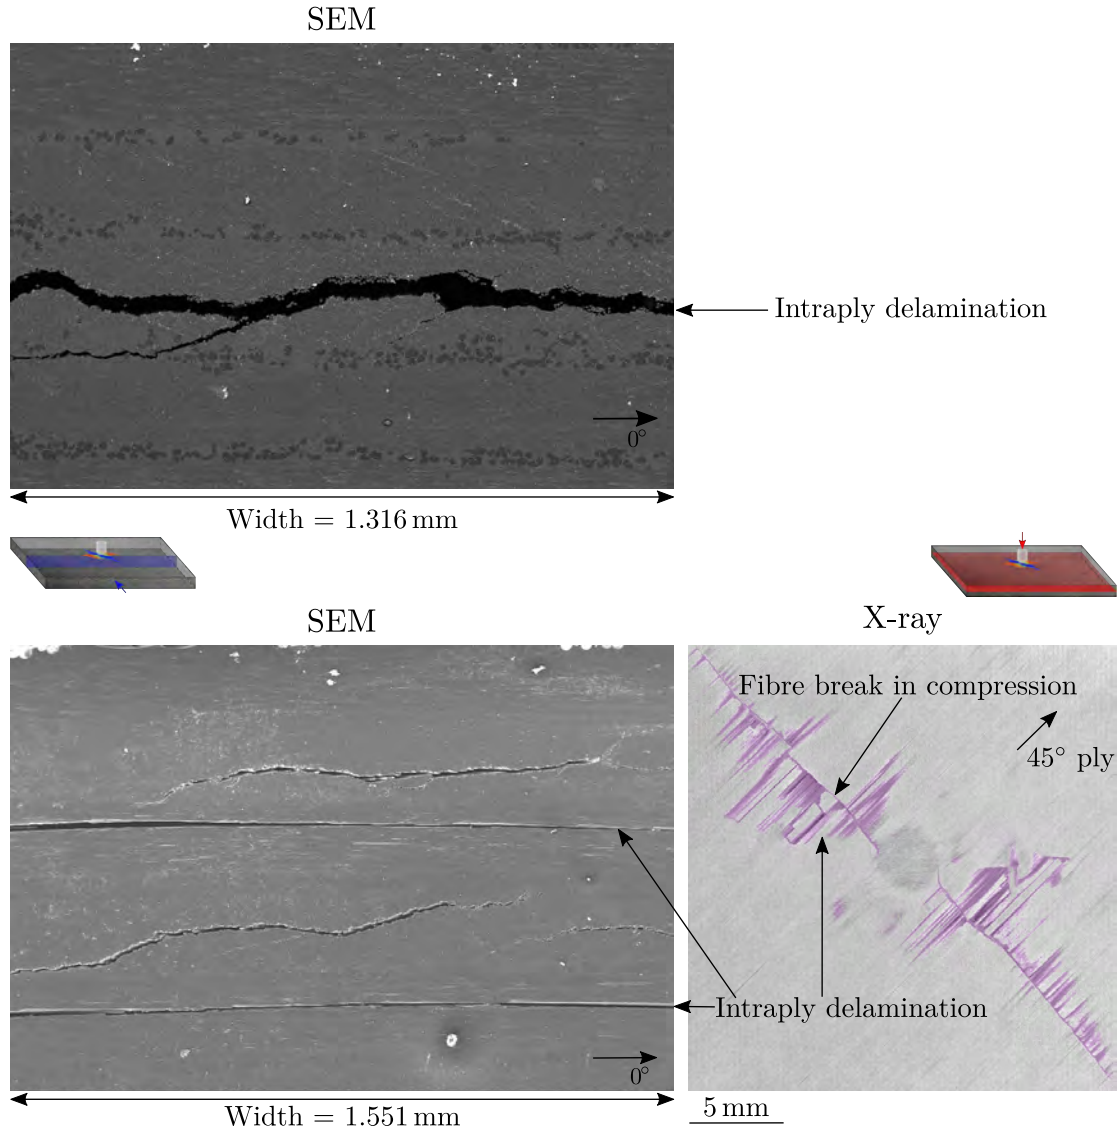 SEM
Intraply delamination
0°
Width = 1.316 mm
SEM
X-ray
Fibre break in compression
45° ply
Intraply delamination
0°
Width = 1.551 mm
5 mm